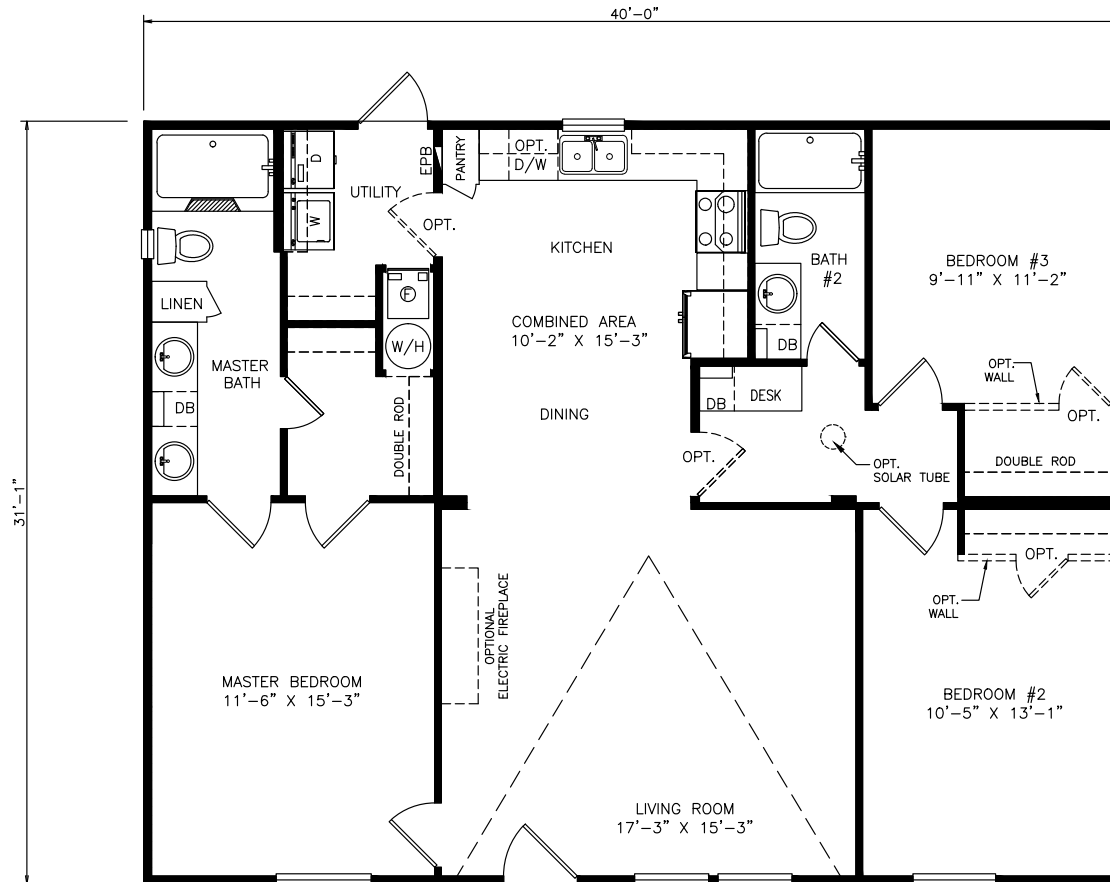 40'-0"
31'-1"
D
W
UTILITY
EPB
PANTRY
OPT.
D/W
OPT.
KITCHEN
BATH
#2
BEDROOM #3
9'-11" X 11'-2"
LINEN
F
W/H
COMBINED AREA
10'-2" X 15'-3"
DB
MASTER
BATH
DB
DOUBLE ROD
DINING
DB
DESK
OPT.
WALL
OPT.
OPT.
OPT.
SOLAR TUBE
DOUBLE ROD
OPT.
OPT.
WALL
OPTIONAL
ELECTRIC FIREPLACE
MASTER BEDROOM
11'-6" X 15'-3"
BEDROOM #2
10'-5" X 13'-1"
LIVING ROOM
17'-3" X 15'-3"